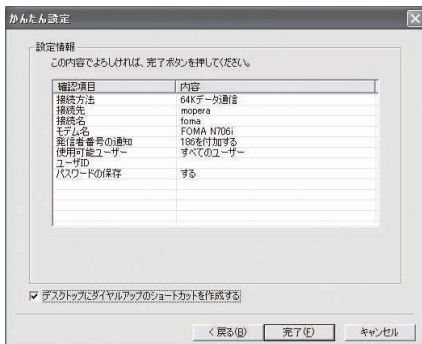 かんたん設定
設定情報
この内容でよろしければ、完了ボタンを押してください。
確認項目 内容
接続方法 64Kデータ通信
接続先 mopera
接続名 foma
モデム名 FOMA N706i
発信者番号の通知 186を付加する
使用可能ユーザー すべてのユーザー
ユーザID
パスワードの保存 する
デスクトップにダイヤルアップのショートカットを作成する
< 戻る(B) 完了(F) キャンセル